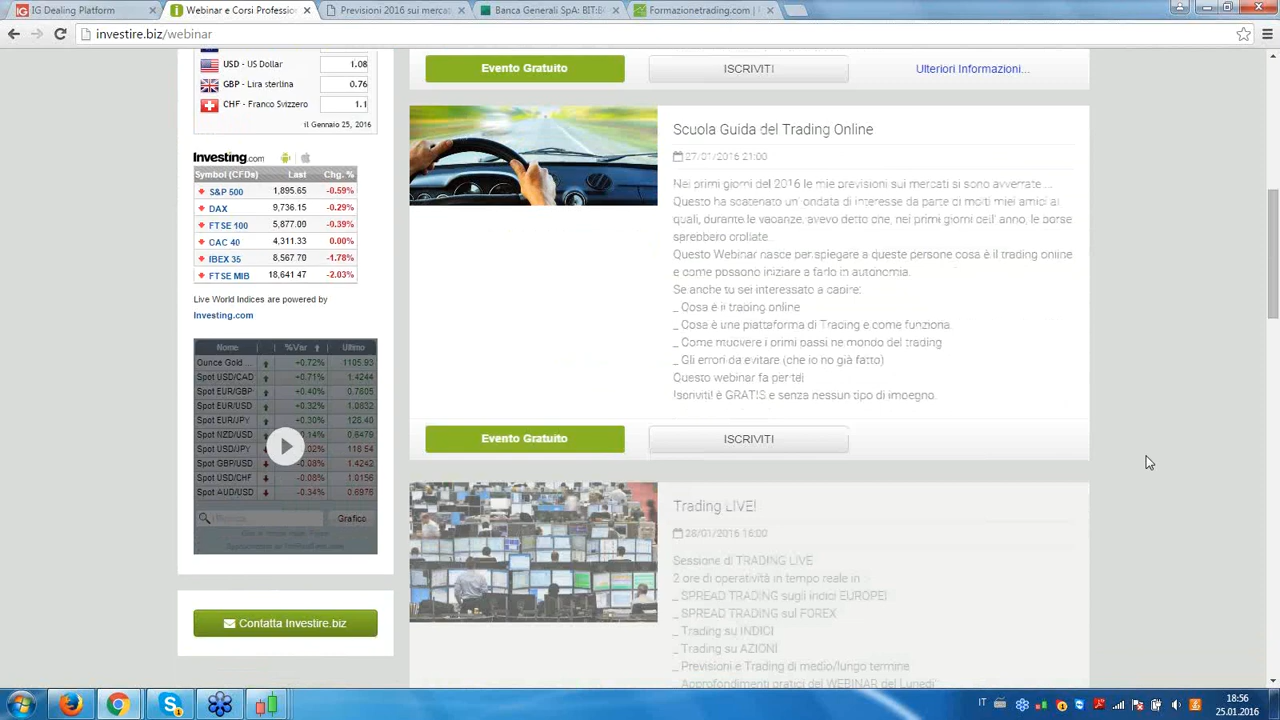 IG Dealing Platform
Webinar e Corsi Professio
Previsioni 2016 sui mercat
Banca Generali SpA: BIT:B
Formazionetrading.com |
investire.biz/webinar
USD - US Dollar 1.08
GBP - Lira sterlina 0.76
CHF - Franco Svizzero 1.1
il Gennaio 25, 2016
Investing.com
Symbol (CFDs) Last Chg. %
S&P 500 1,895.65 -0.59%
DAX 9,736.15 -0.29%
FTSE 100 5,877.00 -0.39%
CAC 40 4,311.33 0.00%
IBEX 35 8,567.70 -1.78%
FTSE MIB 18,641.47 -2.03%
Live World Indices are powered by
Investing.com
Nome %Var Ultimo
Ounce Gold ... +0.72% 1105.93
Spot USD/CAD +0.71% 1.4244
Spot EUR/GBP +0.40% 0.7605
Spot EUR/USD +0.32% 1.0832
Spot EUR/JPY +0.30% 128.40
Spot NZD/USD 0.6479
Spot USD/JPY 118.54
Spot GBP/USD -0.08% 1.4242
Spot USD/CHF -0.08% 1.0156
Spot AUD/USD -0.34% 0.6976
Grafico
Contatta Investire.biz
Evento Gratuito
ISCRIVITI
Ulteriori Informazioni...
Scuola Guida del Trading Online
27/01/2016 21:00
Nei primi giorni del 2016 le mie previsioni sui mercati si sono avverate ...
Questo ha scatenato un' ondata di interesse da parte di molti miei amici ai
quali, durante le vacanze, avevo detto che, nei primi giorni dell' anno, le borse
sarebbero crollate.
Questo Webinar nasce per spiegare a queste persone cosa è il trading online
e come possono iniziare a farlo in autonomia.
Se anche tu sei interessato a capire:
_ Cosa è il trading online
_ Cosa è une piattaforma di Trading e come funziona.
_ Come muovere i primi passi ne mondo del trading
_ Gli errori da evitare (che io no già fatto)
Questo webinar fa per te!
Iscriviti! è GRATIS e senza nessun tipo di impegno.
Evento Gratuito
ISCRIVITI
Trading LIVE!
28/01/2016 16:00
Sessione di TRADING LIVE
2 ore di operatività in tempo reale in
_ SPREAD TRADING sugli indici EUROPEI
_ SPREAD TRADING sul FOREX
_ Trading su INDICI
_ Trading su AZIONI
_ Previsioni e Trading di medio/lungo termine
_ Approfondimenti pratici del WEBINAR del Lunedì
IT
18:56
25.01.2016